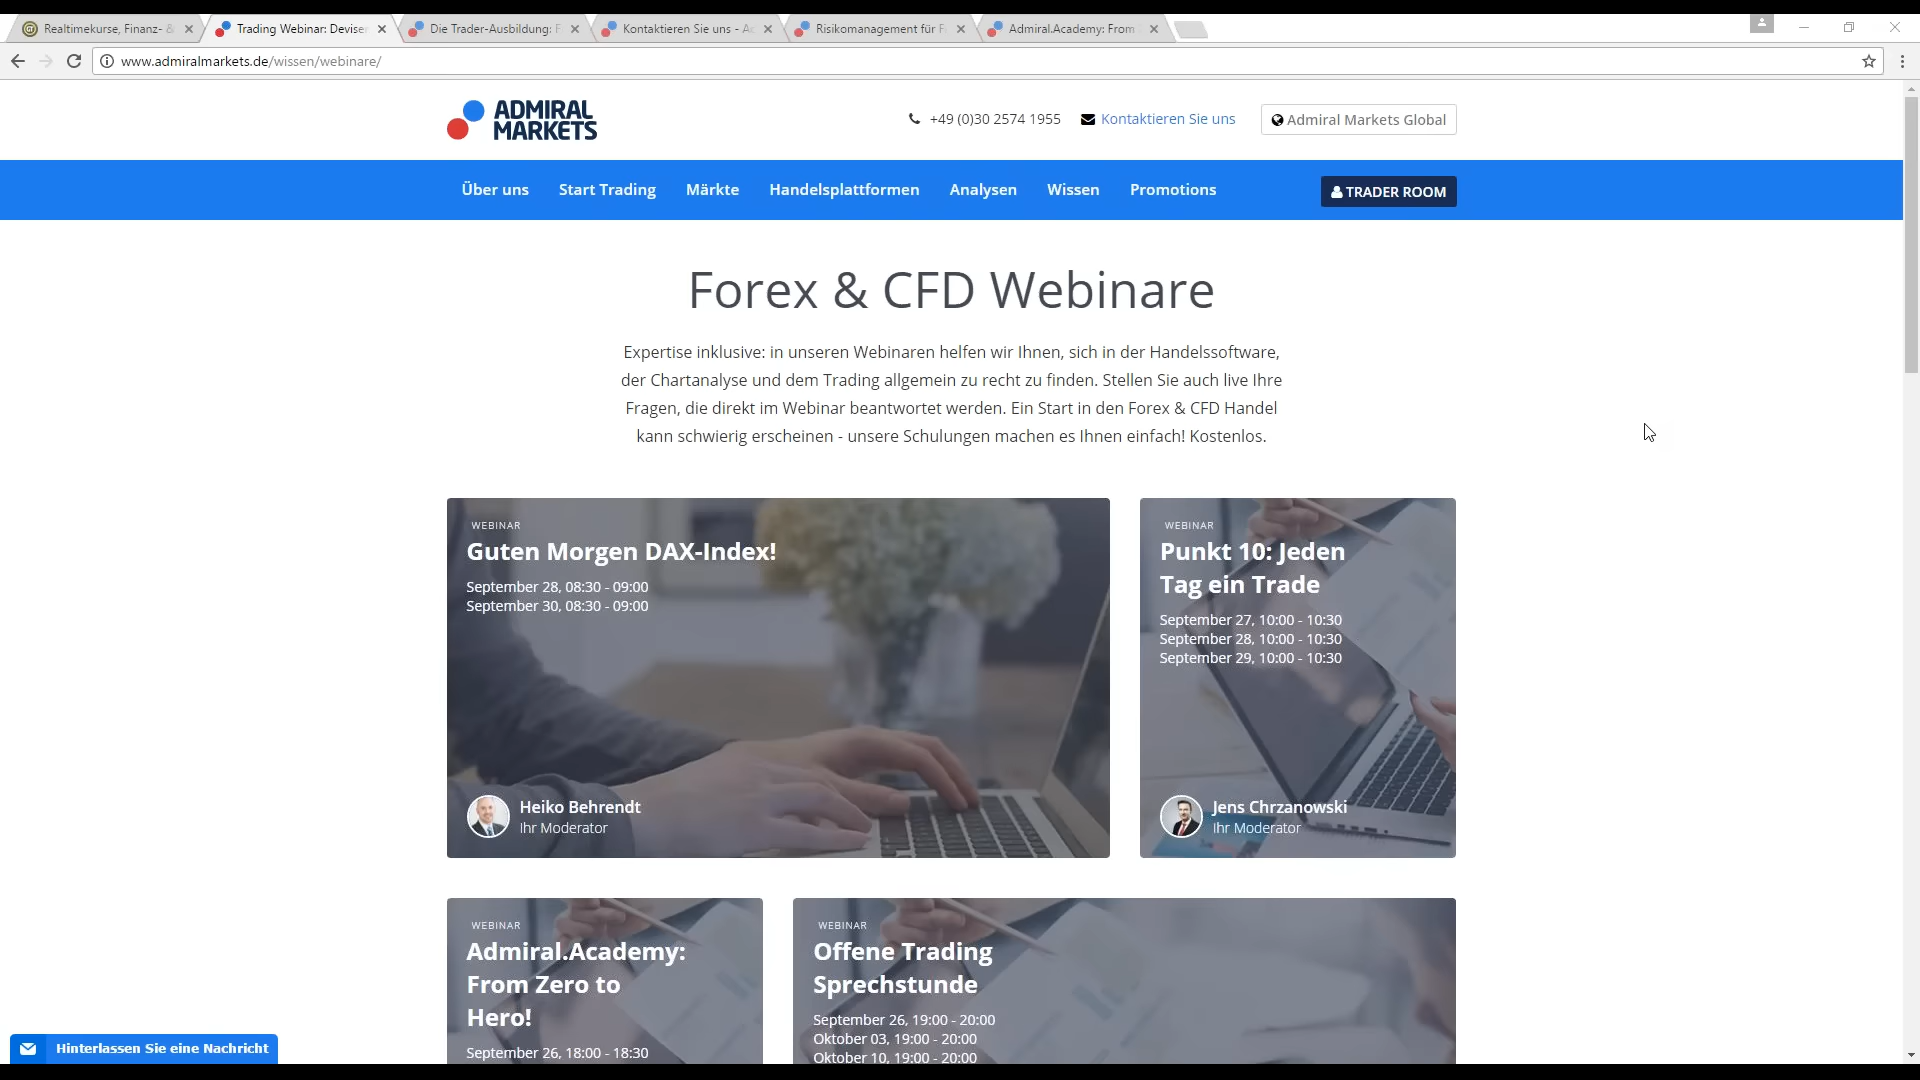 Realtimekurse, Finanz- &
Trading Webinar: Devise
Die Trader-Ausbildung: F
Kontaktieren Sie uns - A
Risikomanagement für F
Admiral.Academy: From
www.admiralmarkets.de/wissen/webinare/
ADMIRAL
MARKETS
+49 (0)30 2574 1955
Kontaktieren Sie uns
Admiral Markets Global
Über uns
Start Trading
Märkte
Handelsplattformen
Analysen
Wissen
Promotions
TRADER ROOM
Forex & CFD Webinare
Expertise inklusive: in unseren Webinaren helfen wir Ihnen, sich in der Handelssoftware,
der Chartanalyse und dem Trading allgemein zu recht zu finden. Stellen Sie auch live Ihre
Fragen, die direkt im Webinar beantwortet werden. Ein Start in den Forex & CFD Handel
kann schwierig erscheinen - unsere Schulungen machen es Ihnen einfach! Kostenlos.
WEBINAR
Guten Morgen DAX-Index!
September 28, 08:30 - 09:00
September 30, 08:30 - 09:00
Heiko Behrendt
Ihr Moderator
WEBINAR
Punkt 10: Jeden
Tag ein Trade
September 27, 10:00 - 10:30
September 28, 10:00 - 10:30
September 29, 10:00 - 10:30
Jens Chrzanowski
Ihr Moderator
WEBINAR
Admiral.Academy:
From Zero to
Hero!
September 26, 18:00 - 18:30
WEBINAR
Offene Trading
Sprechstunde
September 26, 19:00 - 20:00
Oktober 03, 19:00 - 20:00
Oktober 10, 19:00 - 20:00
Hinterlassen Sie eine Nachricht